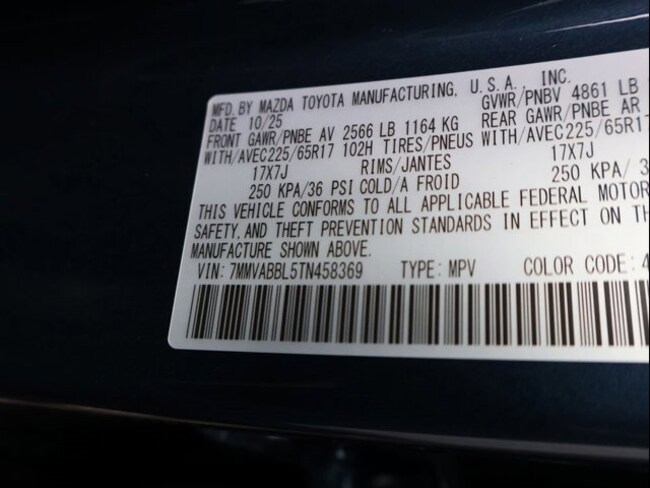 MFD. BY MAZDA TOYOTA MANUFACTURING, U.S.A. INC.
DATE 10/25 GVWR/PNBV 4861 LB
FRONT GAWR/PNBE AV 2566 LB 1164 KG REAR GAWR/PNBE AR
WITH/AVEC225/65R17 102H TIRES/PNEUS WITH/AVEC225/65R1
17X7J RIMS/JANTES 17X7J
250 KPA/36 PSI COLD/A FROID 250 KPA/ 3
THIS VEHICLE CONFORMS TO ALL APPLICABLE FEDERAL MOTOR
SAFETY, AND THEFT PREVENTION STANDARDS IN EFFECT ON TH
MANUFACTURE SHOWN ABOVE.
VIN: 7MMVABBL5TN458369 TYPE: MPV COLOR CODE: 4